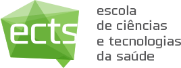 ects
escola
de ciências
e tecnologias
da saúde